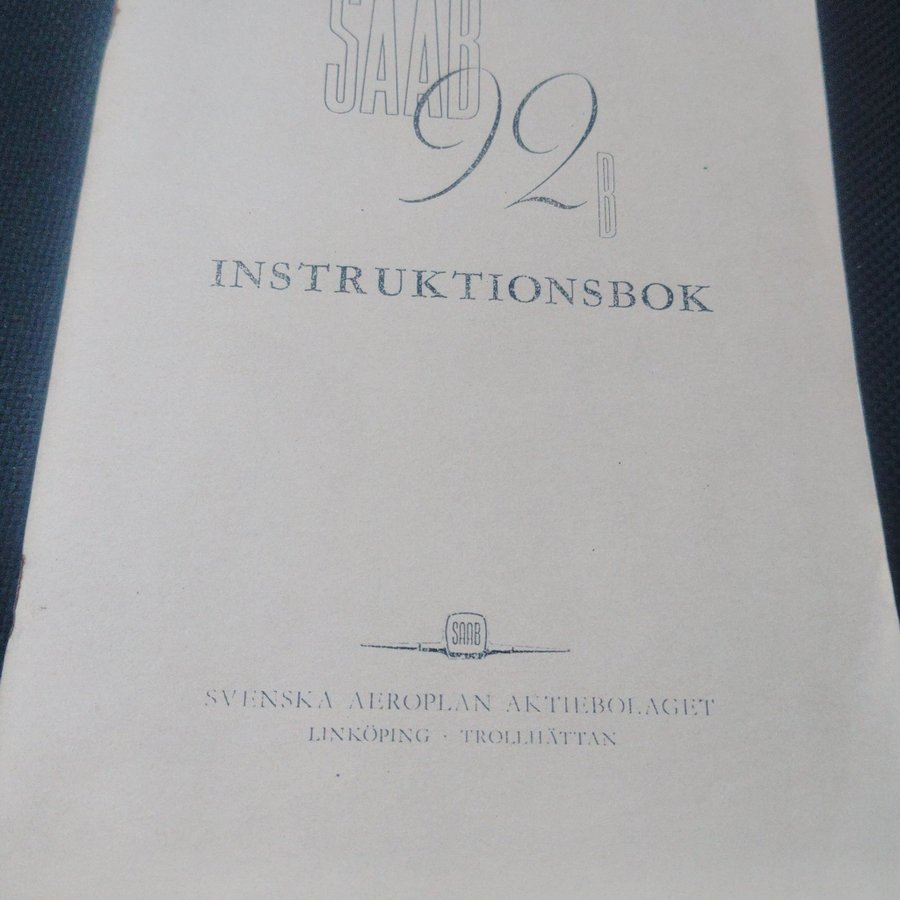 SAAB
92 B
INSTRUKTIONSBOK
SAAB
SVENSKA AEROPLAN AKTIEBOLAGET
LINKÖPING · TROLLHÄTTAN